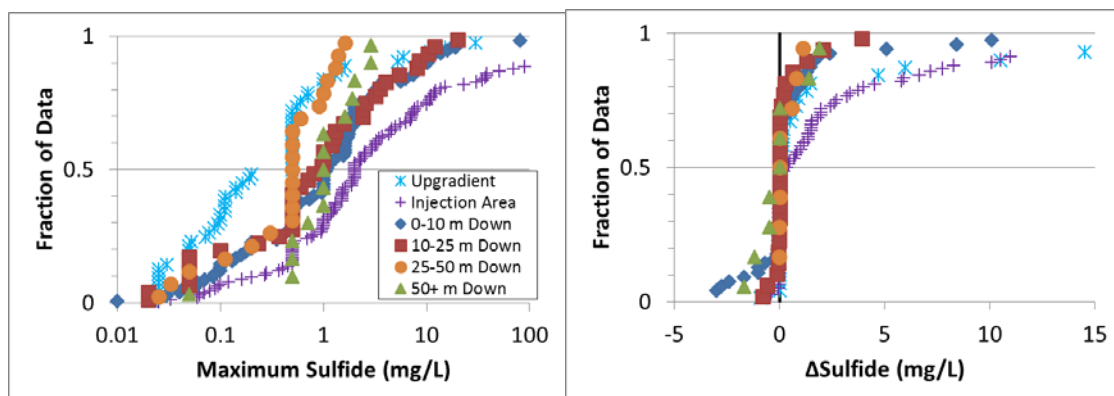 1
0.5
0
Fraction of Data
0.01
0.1
1
10
100
Maximum Sulfide (mg/L)
Upgradient
Injection Area
0-10 m Down
10-25 m Down
25-50 m Down
50+ m Down
1
0.5
0
Fraction of Data
-5
0
5
10
15
ΔSulfide (mg/L)